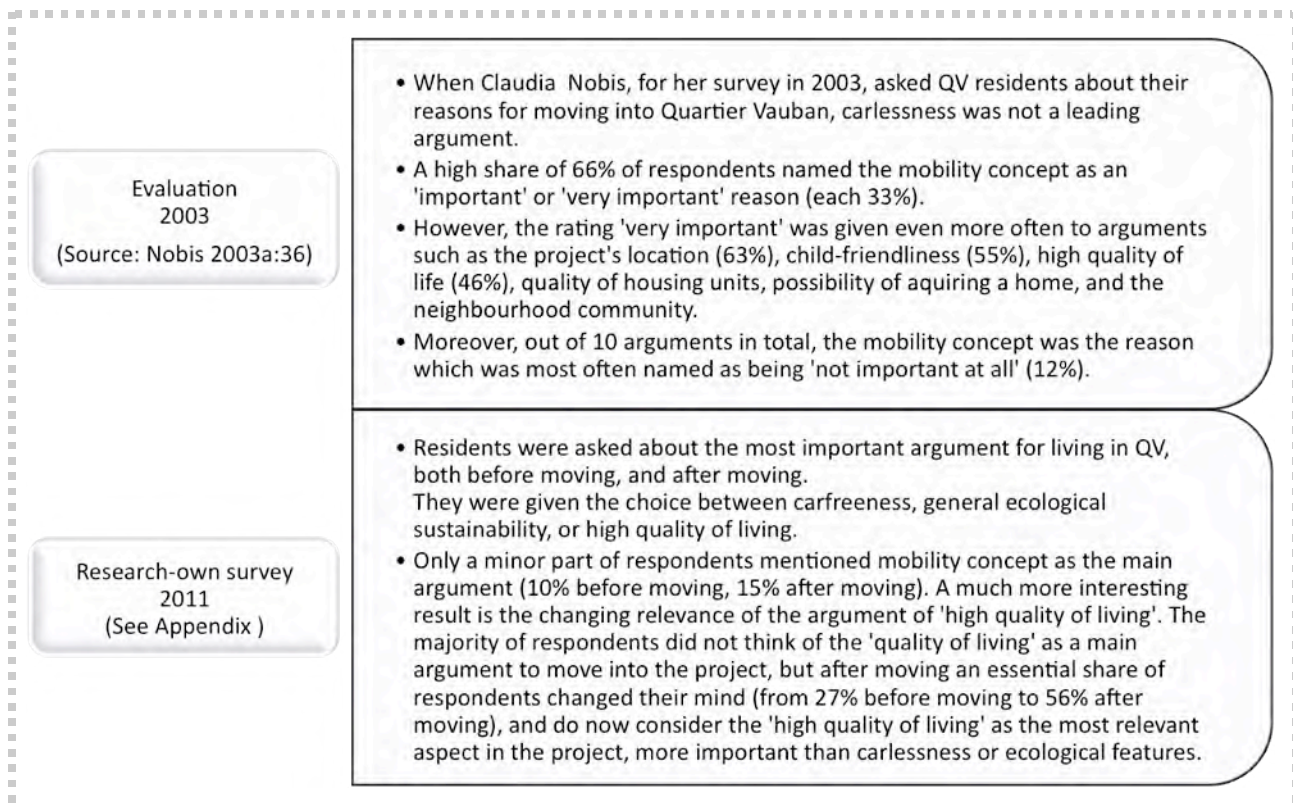 Evaluation
2003
(Source: Nobis 2003a:36)
• When Claudia Nobis, for her survey in 2003, asked QV residents about their
reasons for moving into Quartier Vauban, carlessness was not a leading
argument.
• A high share of 66% of respondents named the mobility concept as an
'important' or 'very important' reason (each 33%).
• However, the rating 'very important' was given even more often to arguments
such as the project's location (63%), child-friendliness (55%), high quality of
life (46%), quality of housing units, possibility of aquiring a home, and the
neighbourhood community.
• Moreover, out of 10 arguments in total, the mobility concept was the reason
which was most often named as being 'not important at all' (12%).
Research-own survey
2011
(See Appendix )
• Residents were asked about the most important argument for living in QV,
both before moving, and after moving.
They were given the choice between carfreeness, general ecological
sustainability, or high quality of living.
• Only a minor part of respondents mentioned mobility concept as the main
argument (10% before moving, 15% after moving). A much more interesting
result is the changing relevance of the argument of 'high quality of living'. The
majority of respondents did not think of the 'quality of living' as a main
argument to move into the project, but after moving an essential share of
respondents changed their mind (from 27% before moving to 56% after
moving), and do now consider the 'high quality of living' as the most relevant
aspect in the project, more important than carlessness or ecological features.